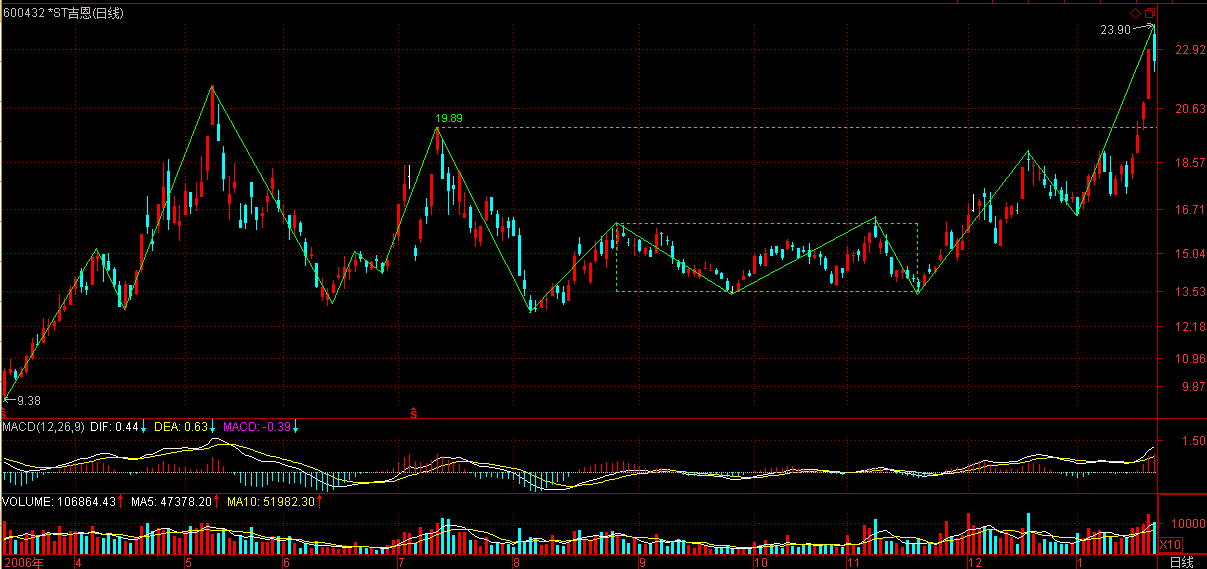 600432 *ST吉恩(日线)
23.90
22.92
20.63
19.89
18.57
16.71
15.04
13.53
12.18
10.96
9.87
9.38
S
S
MACD(12,26,9) DIF: 0.44↓ DEA: 0.63↓ MACD: -0.39↓
1.50
VOLUME: 106864.43↑ MA5: 47378.20↑ MA10: 51982.30↑
10000
X10
2006年 4 5 6 7 8 9 10 11 12 1 日线